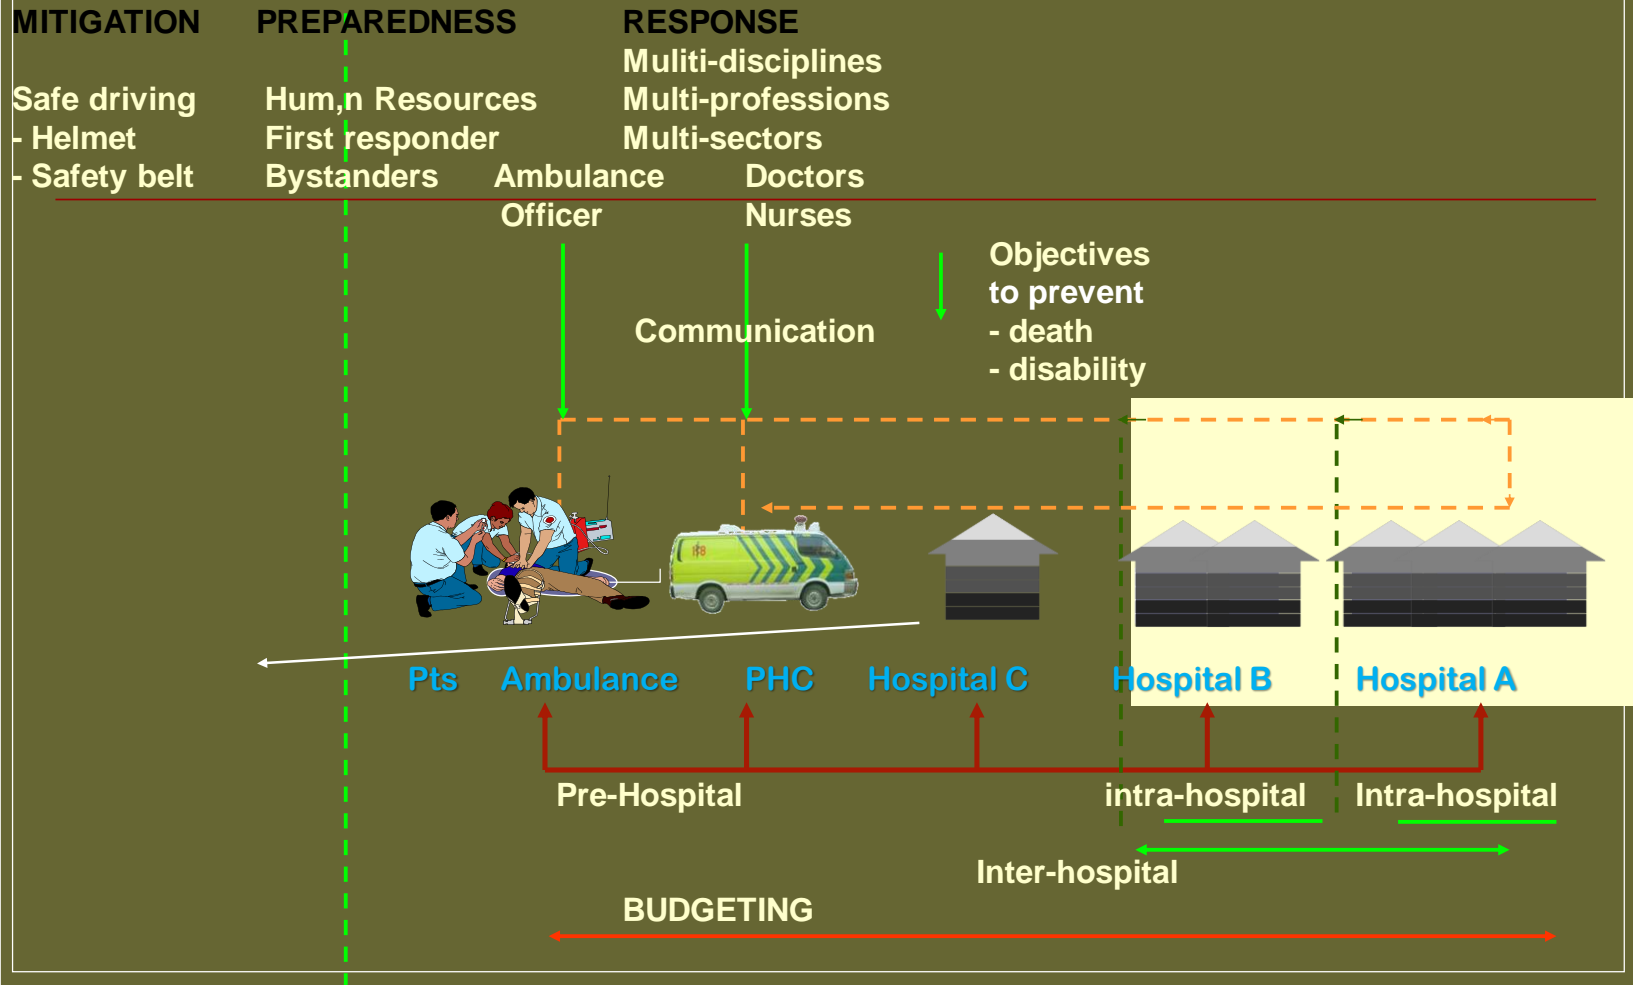 MITIGATION PREPAREDNESS RESPONSE
Muliti-disciplines
Safe driving Hum,n Resources Multi-professions
- Helmet First responder Multi-sectors
- Safety belt Bystanders Ambulance Doctors
Officer Nurses
Objectives
to prevent
Communication - death
- disability
118
Pts Ambulance PHC Hospital C Hospital B Hospital A
Pre-Hospital intra-hospital Intra-hospital
Inter-hospital
BUDGETING